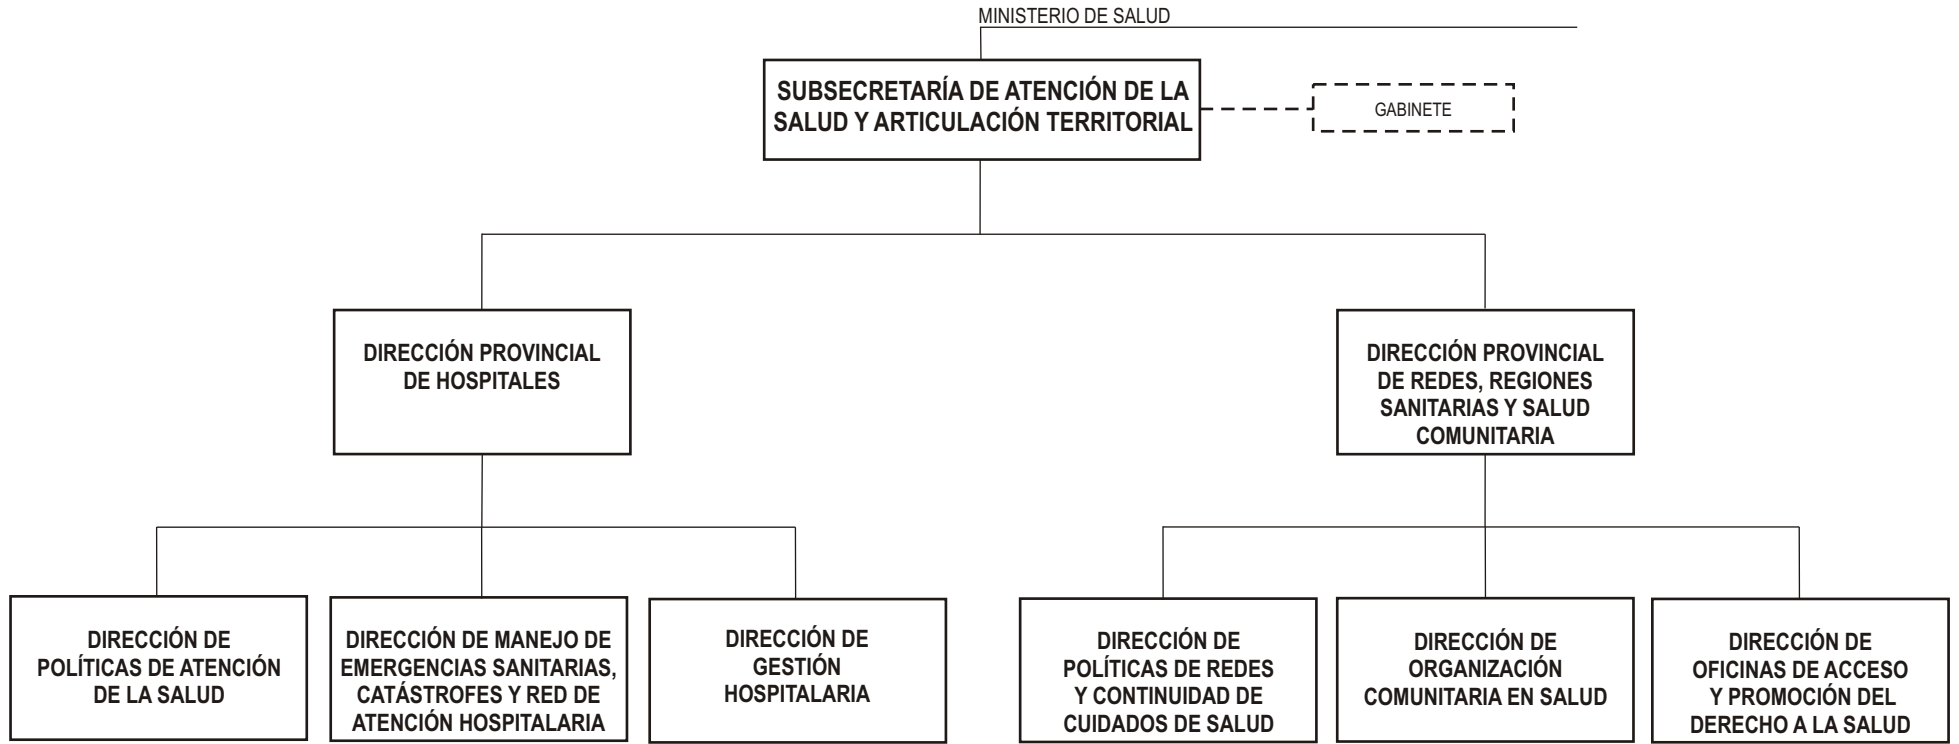 MINISTERIO DE SALUD
SUBSECRETARÍA DE ATENCIÓN DE LA
SALUD Y ARTICULACIÓN TERRITORIAL
GABINETE
DIRECCIÓN PROVINCIAL
DE HOSPITALES
DIRECCIÓN PROVINCIAL
DE REDES, REGIONES
SANITARIAS Y SALUD
COMUNITARIA
DIRECCIÓN DE
POLÍTICAS DE ATENCIÓN
DE LA SALUD
DIRECCIÓN DE MANEJO DE
EMERGENCIAS SANITARIAS,
CATÁSTROFES Y RED DE
ATENCIÓN HOSPITALARIA
DIRECCIÓN DE
GESTIÓN
HOSPITALARIA
DIRECCIÓN DE
POLÍTICAS DE REDES
Y CONTINUIDAD DE
CUIDADOS DE SALUD
DIRECCIÓN DE
ORGANIZACIÓN
COMUNITARIA EN SALUD
DIRECCIÓN DE
OFICINAS DE ACCESO
Y PROMOCIÓN DEL
DERECHO A LA SALUD